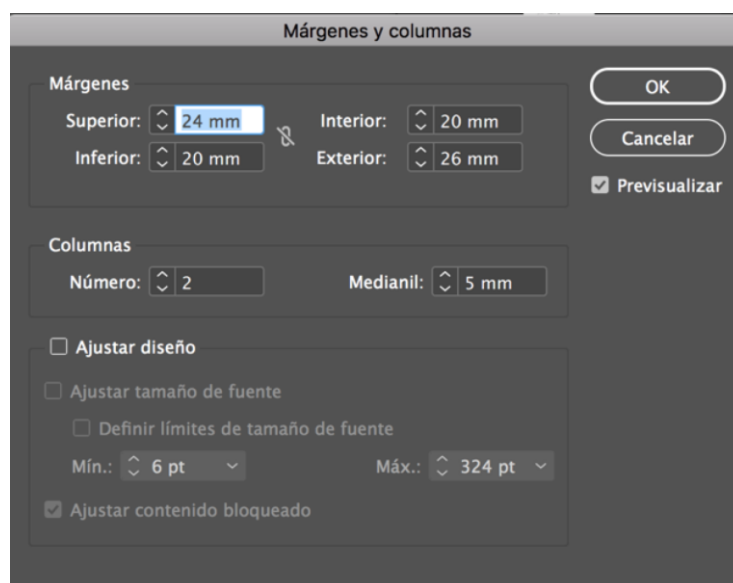 Márgenes y columnas
Márgenes
Superior: 24 mm Interior: 20 mm
Inferior: 20 mm Exterior: 26 mm
OK
Cancelar
Previsualizar
Columnas
Número: 2 Medianil: 5 mm
Ajustar diseño
Ajustar tamaño de fuente
Definir límites de tamaño de fuente
Mín.: 6 pt Máx.: 324 pt
Ajustar contenido bloqueado